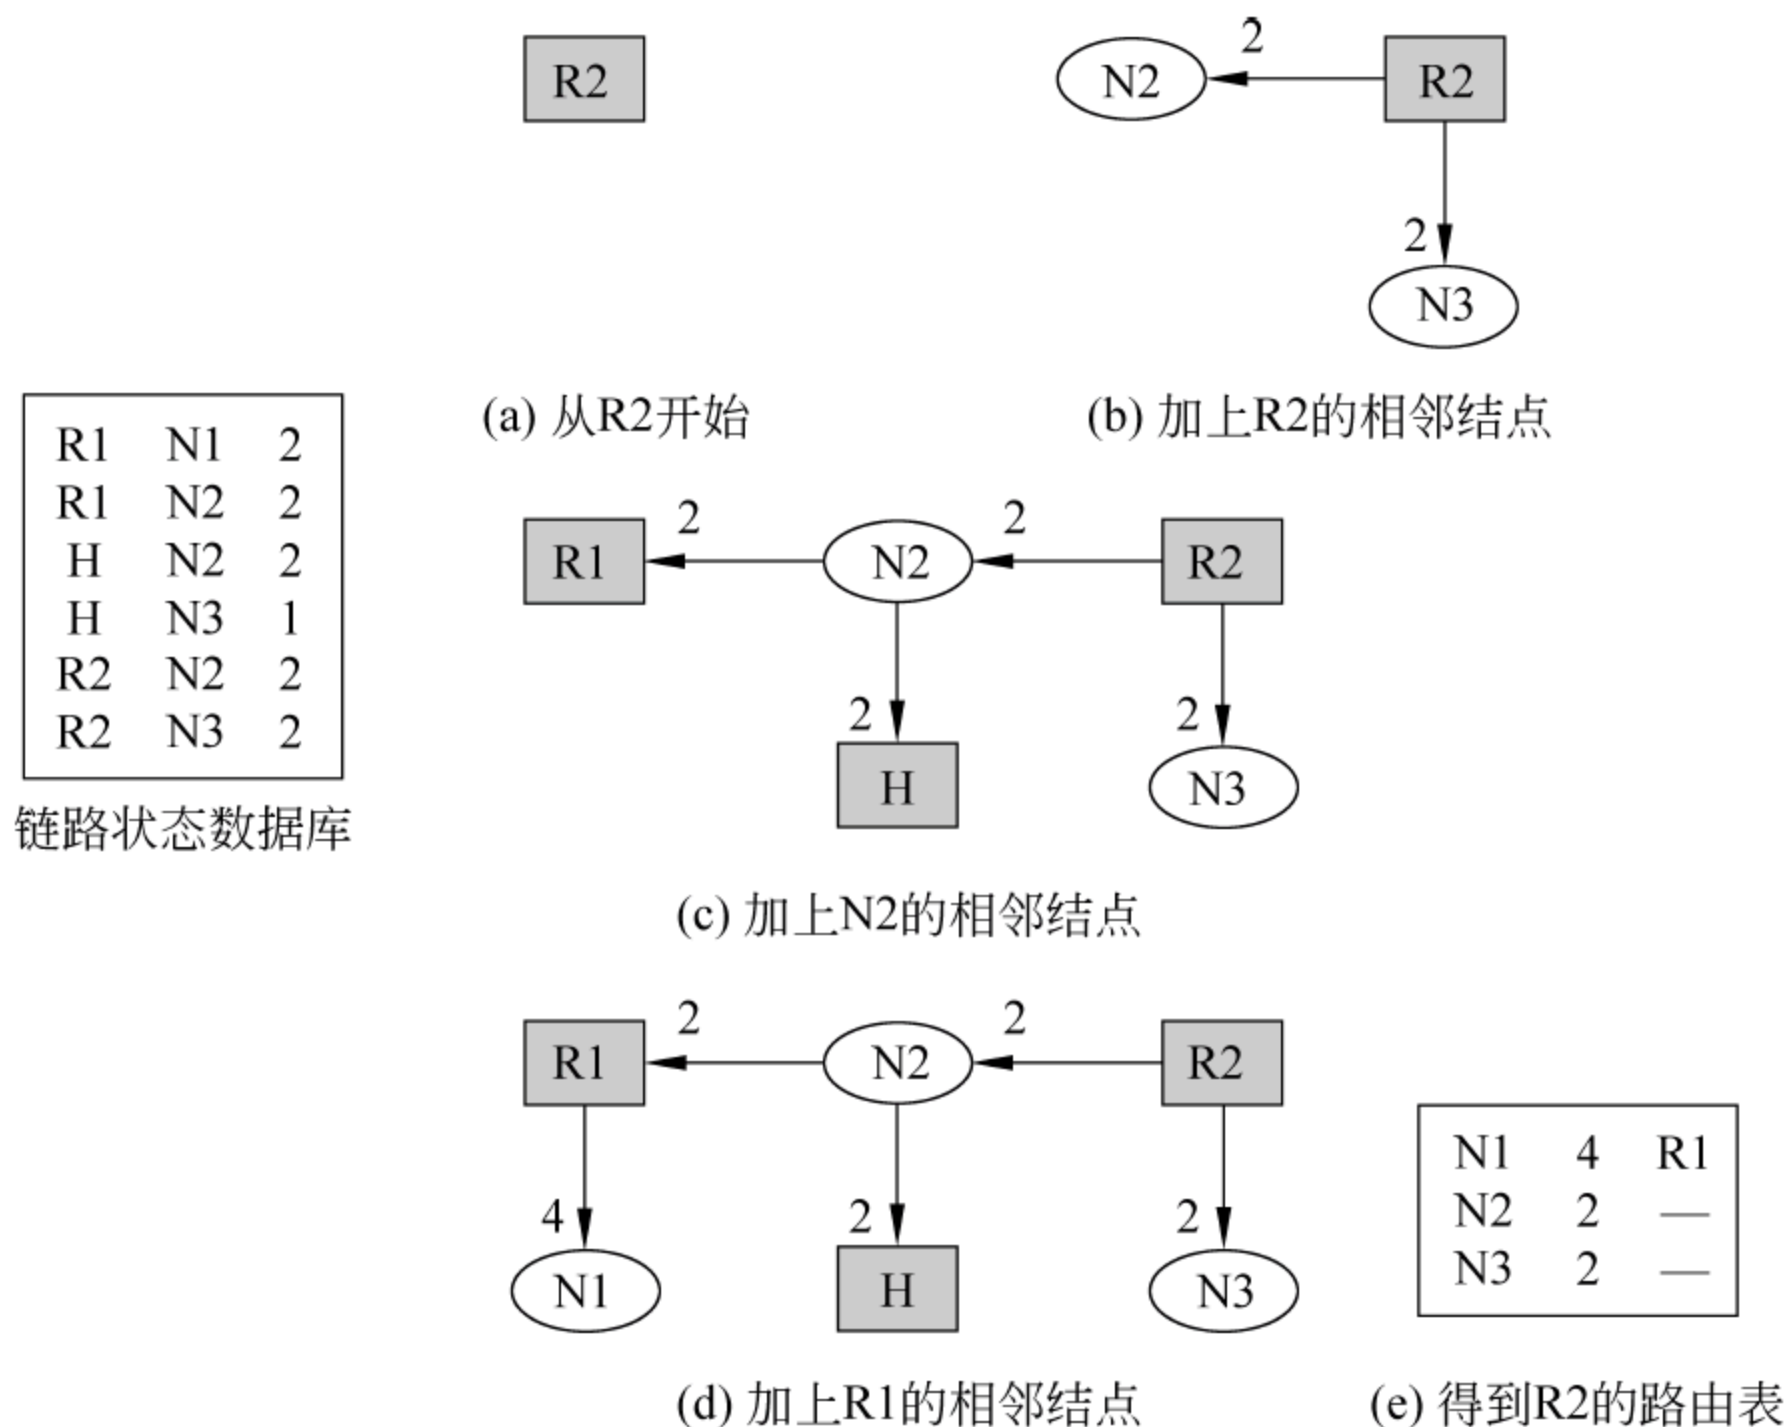 R2
2
N2
R2
2
N3
(a) 从R2开始
(b) 加上R2的相邻结点
R1 N1 2
R1 N2 2
H N2 2
H N3 1
R2 N2 2
R2 N3 2
链路状态数据库
2 2
R1 N2 R2
2 2
H N3
(c) 加上N2的相邻结点
2 2
R1 N2 R2
4 2 2
N1 H N3
(d) 加上R1的相邻结点
N1 4 R1
N2 2 —
N3 2 —
(e) 得到R2的路由表